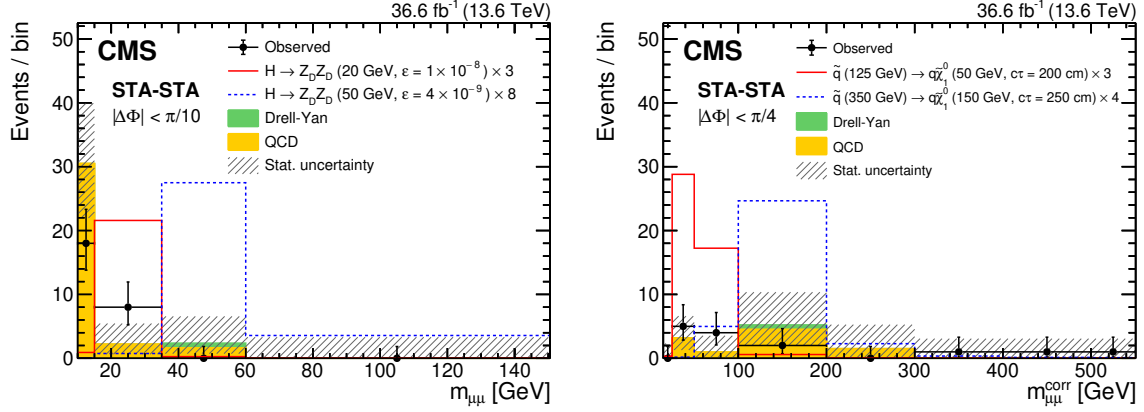 36.6 fb⁻¹ (13.6 TeV)
Events / bin
50
40
30
20
10
0
CMS
STA-STA
|ΔΦ| < π/10
Observed
H → Z_D Z_D (20 GeV, ε = 1 × 10⁻⁸) × 3
H → Z_D Z_D (50 GeV, ε = 4 × 10⁻⁹) × 8
Drell-Yan
QCD
Stat. uncertainty
20 40 60 80 100 120 140
m_μμ [GeV]
36.6 fb⁻¹ (13.6 TeV)
Events / bin
50
40
30
20
10
0
CMS
STA-STA
|ΔΦ| < π/4
Observed
q̃ (125 GeV) → qχ̃⁰₁ (50 GeV, cτ = 200 cm) × 3
q̃ (350 GeV) → qχ̃⁰₁ (150 GeV, cτ = 250 cm) × 4
Drell-Yan
QCD
Stat. uncertainty
100 200 300 400 500
m^corr_μμ [GeV]